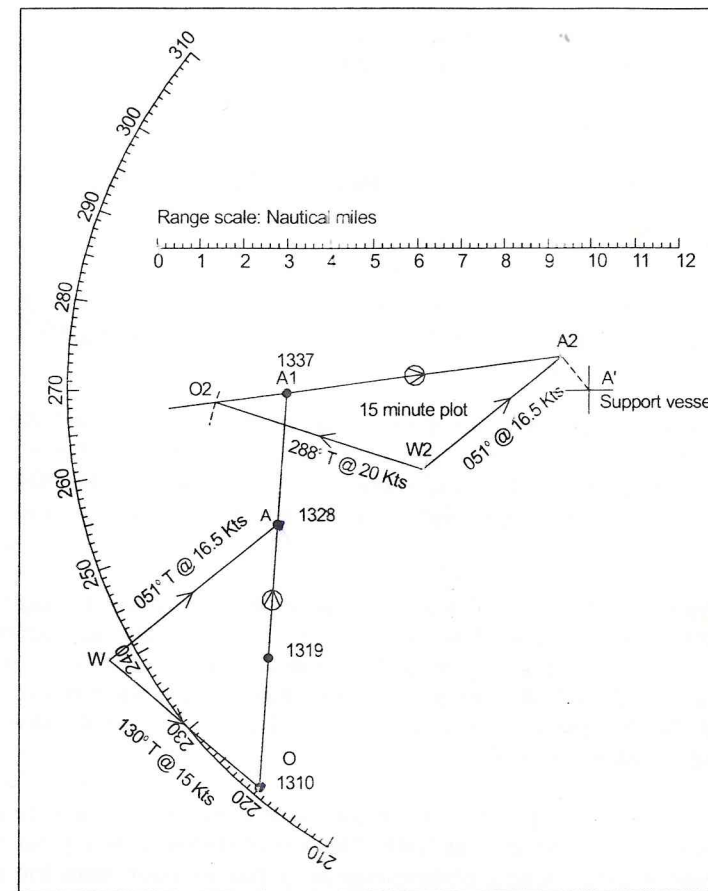 310
300
290
Range scale: Nautical miles
0 1 2 3 4 5 6 7 8 9 10 11 12
280
1337
A2
O2
A1
A'
270
15 minute plot
Support vesse
W2
288° T @ 20 Kts
051° @ 16.5 Kts
260
A
1328
051° T @ 16.5 Kts
250
W
240
1319
230
130° T @ 15 Kts
O
220
1310
210